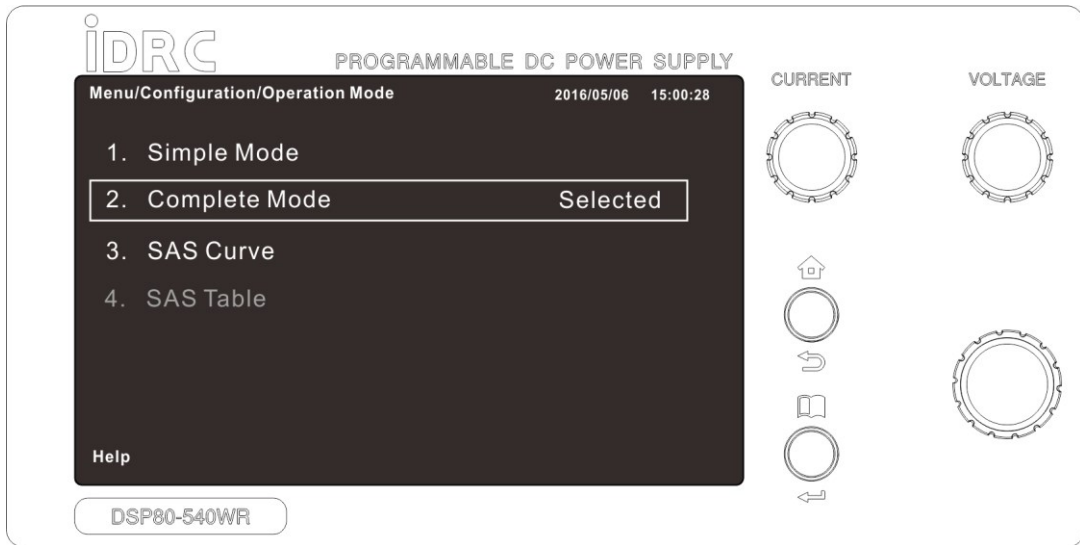 iDRC
PROGRAMMABLE DC POWER SUPPLY
CURRENT
VOLTAGE
Menu/Configuration/Operation Mode 2016/05/06 15:00:28
1. Simple Mode
2. Complete Mode Selected
3. SAS Curve
4. SAS Table
Help
DSP80-540WR